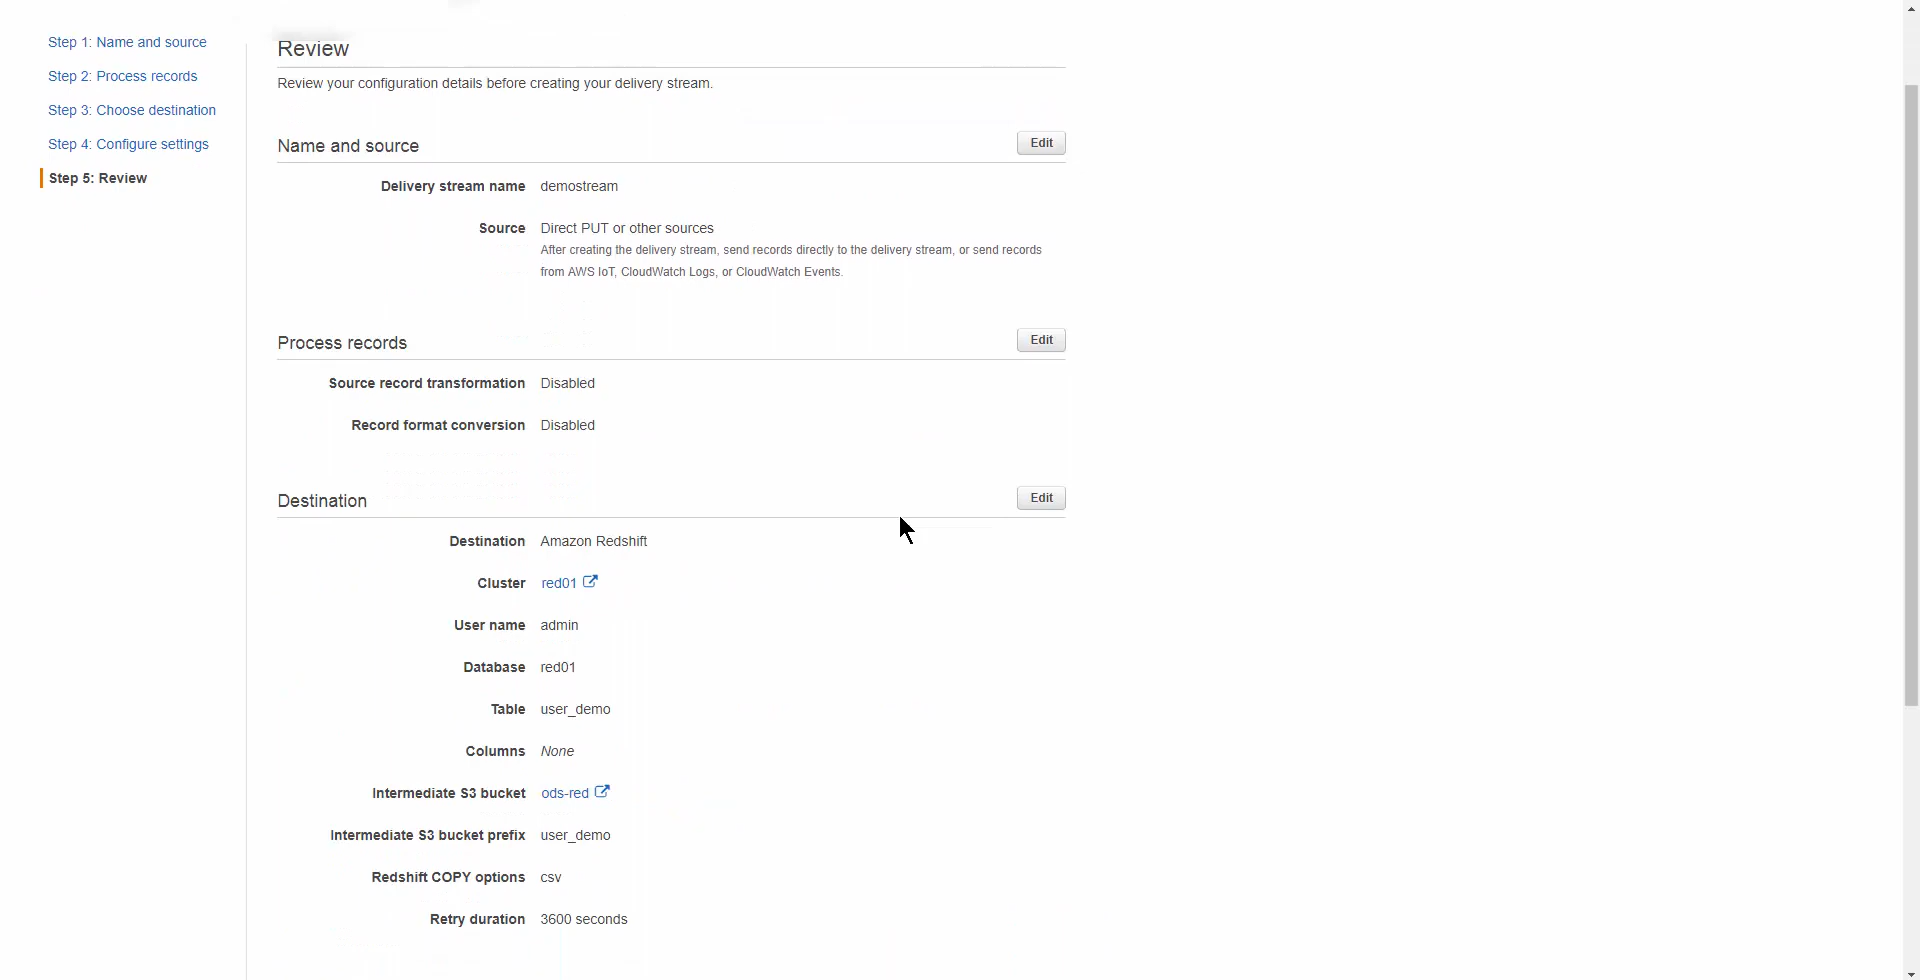 Step 1: Name and source
Step 2: Process records
Step 3: Choose destination
Step 4: Configure settings
Step 5: Review
Review
Review your configuration details before creating your delivery stream.
Name and source
Edit
Delivery stream name demostream
Source Direct PUT or other sources
After creating the delivery stream, send records directly to the delivery stream, or send records
from AWS IoT, CloudWatch Logs, or CloudWatch Events.
Process records
Edit
Source record transformation Disabled
Record format conversion Disabled
Destination
Edit
Destination Amazon Redshift
Cluster red01
User name admin
Database red01
Table user_demo
Columns None
Intermediate S3 bucket ods-red
Intermediate S3 bucket prefix user_demo
Redshift COPY options csv
Retry duration 3600 seconds